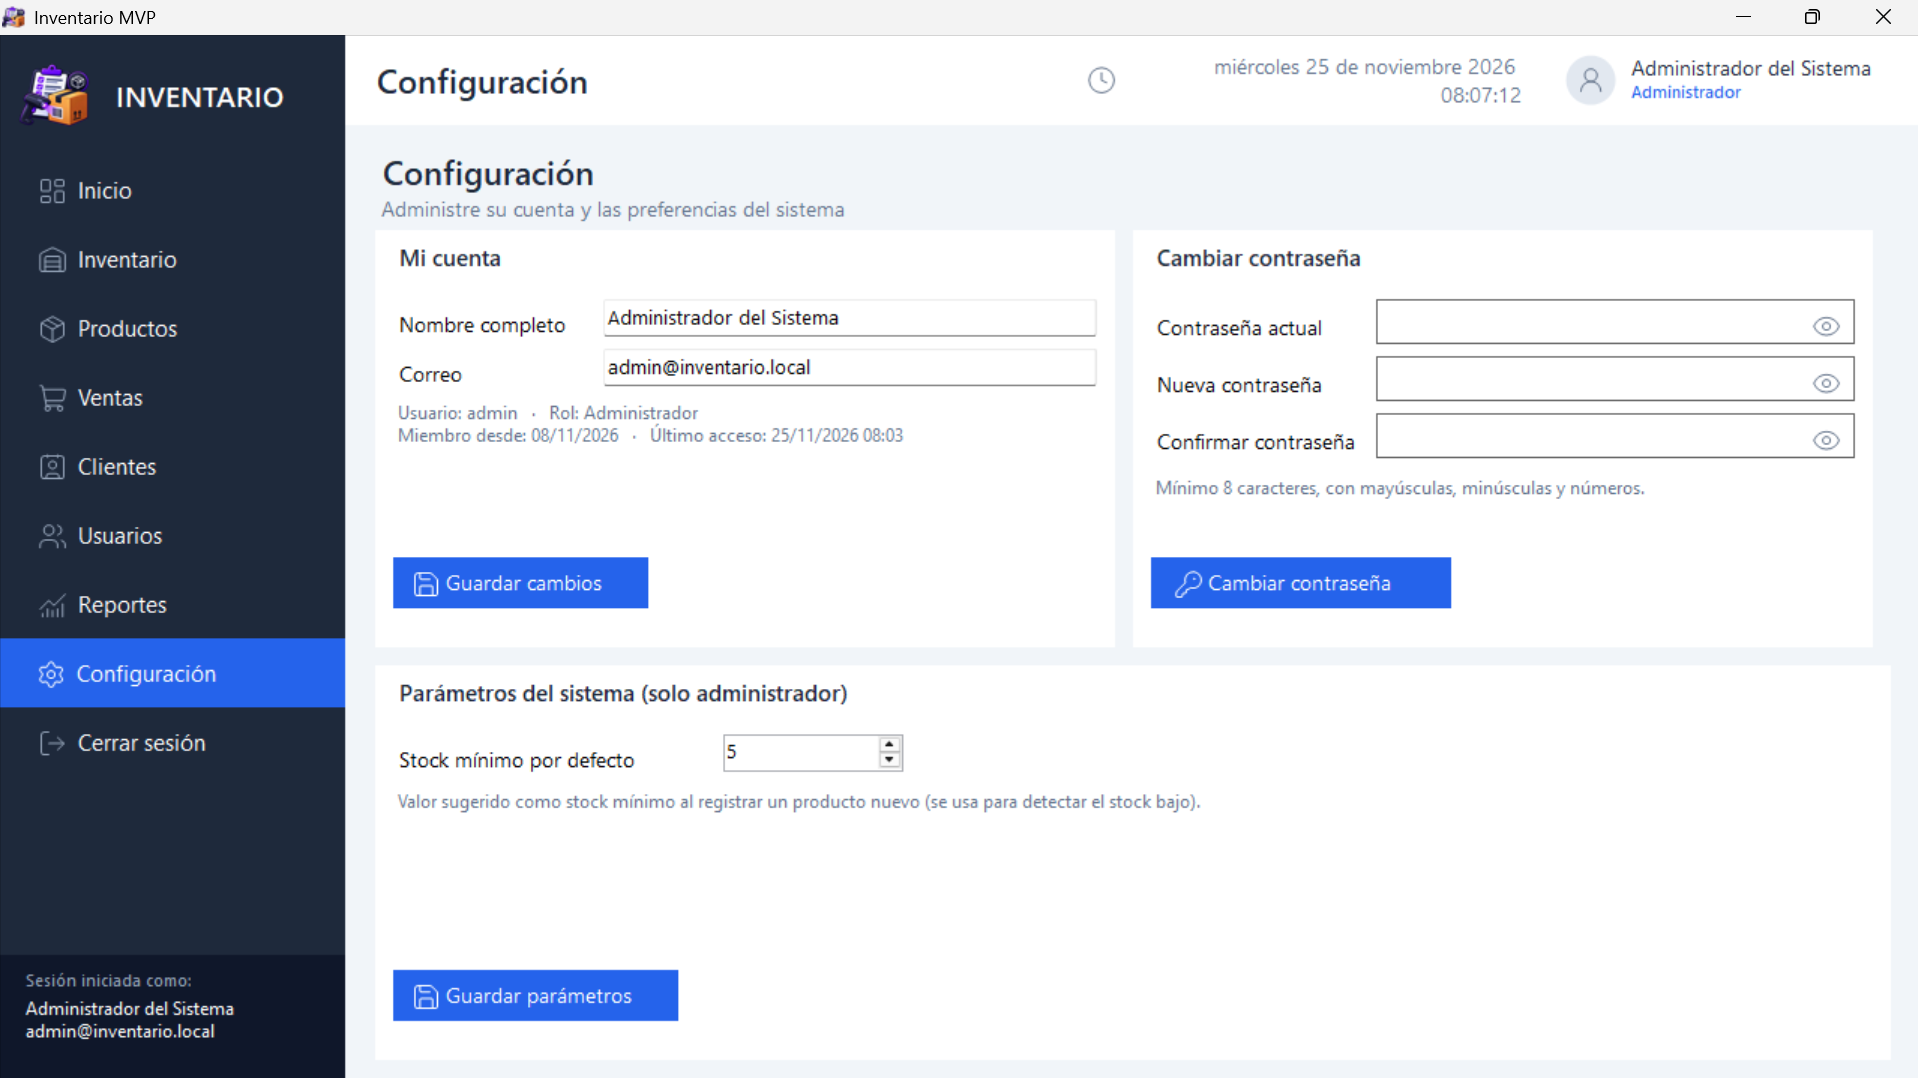 Inventario MVP
INVENTARIO
Inicio
Inventario
Productos
Ventas
Clientes
Usuarios
Reportes
Configuración
Cerrar sesión
Sesión iniciada como:
Administrador del Sistema
admin@inventario.local
Configuración
miércoles 25 de noviembre 2026
08:07:12
Administrador del Sistema
Administrador
Configuración
Administre su cuenta y las preferencias del sistema
Mi cuenta
Nombre completo
Administrador del Sistema
Correo
admin@inventario.local
Usuario: admin · Rol: Administrador
Miembro desde: 08/11/2026 · Último acceso: 25/11/2026 08:03
Guardar cambios
Cambiar contraseña
Contraseña actual
Nueva contraseña
Confirmar contraseña
Mínimo 8 caracteres, con mayúsculas, minúsculas y números.
Cambiar contraseña
Parámetros del sistema (solo administrador)
Stock mínimo por defecto
5
Valor sugerido como stock mínimo al registrar un producto nuevo (se usa para detectar el stock bajo).
Guardar parámetros